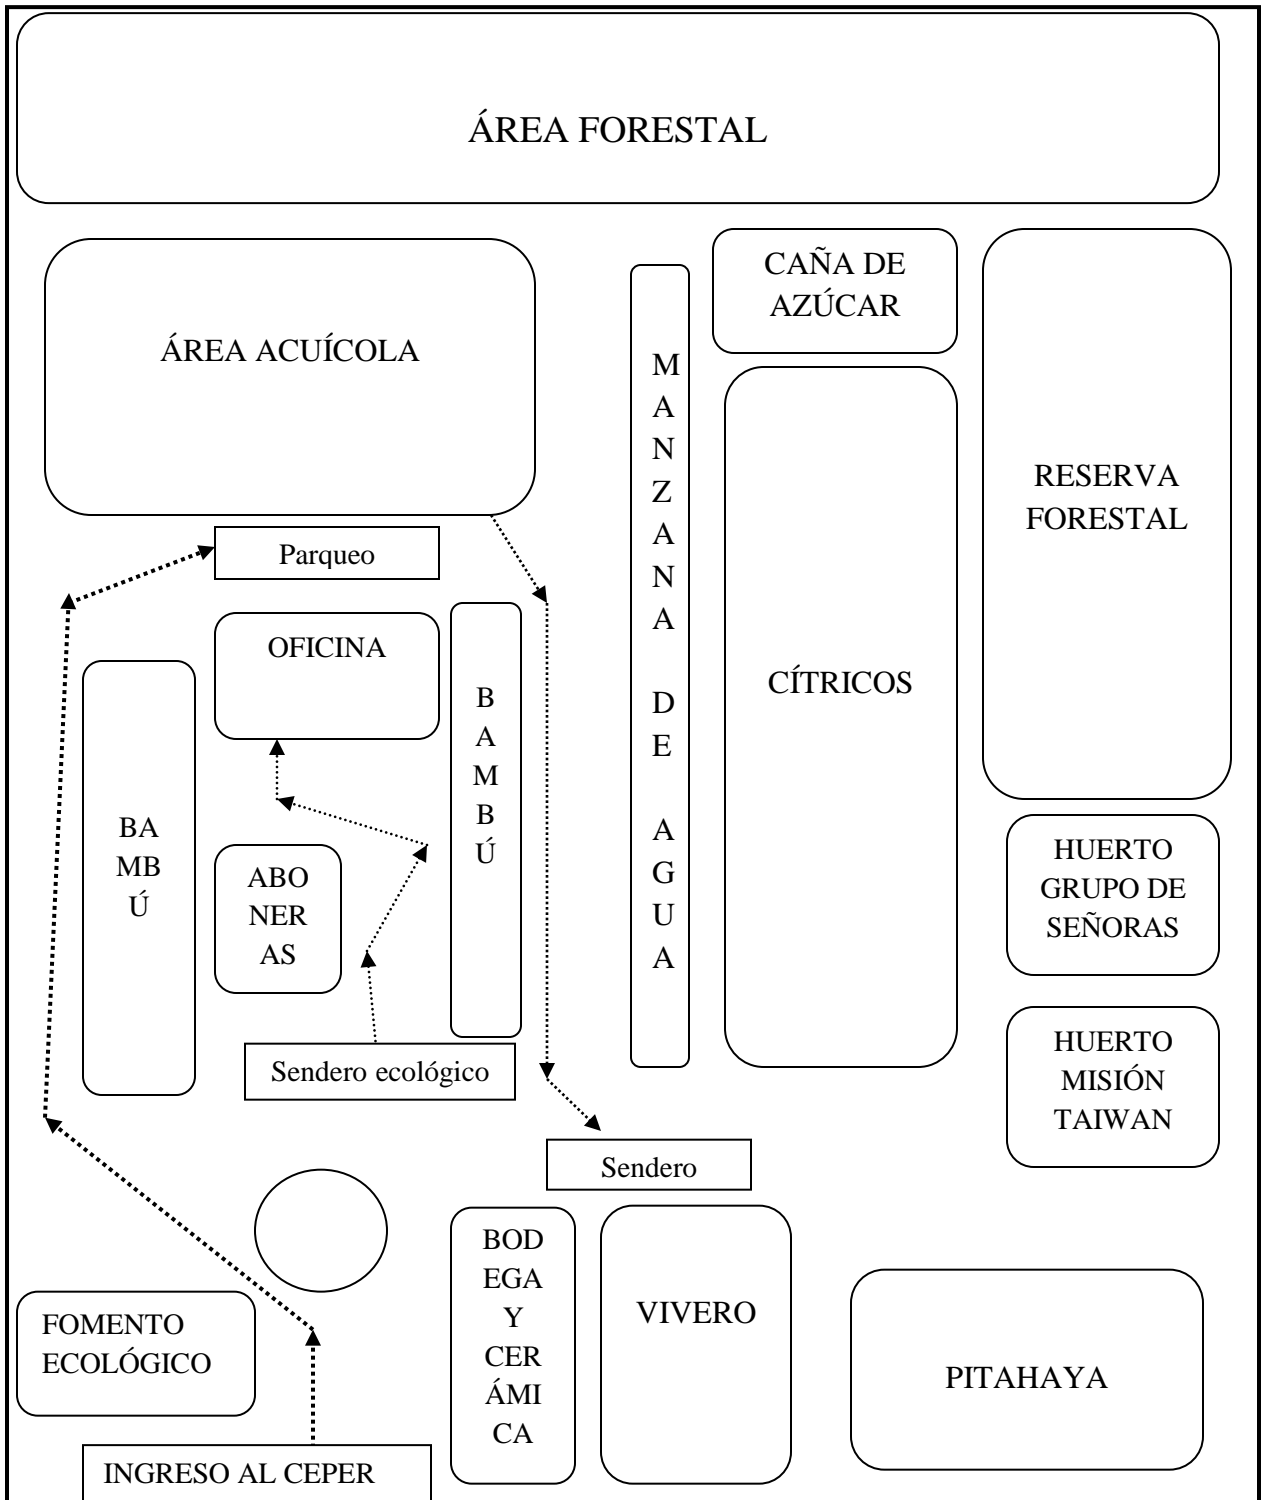 ÁREA FORESTAL
ÁREA ACUÍCOLA
CAÑA DE
AZÚCAR
M
A
N
Z
A
N
A
D
E
A
G
U
A
RESERVA
FORESTAL
CÍTRICOS
Parqueo
OFICINA
B
A
M
B
Ú
BA
MB
Ú
ABO
NER
AS
HUERTO
GRUPO DE
SEÑORAS
Sendero ecológico
HUERTO
MISIÓN
TAIWAN
Sendero
BOD
EGA
Y
CER
ÁMI
CA
VIVERO
FOMENTO
ECOLÓGICO
PITAHAYA
INGRESO AL CEPER